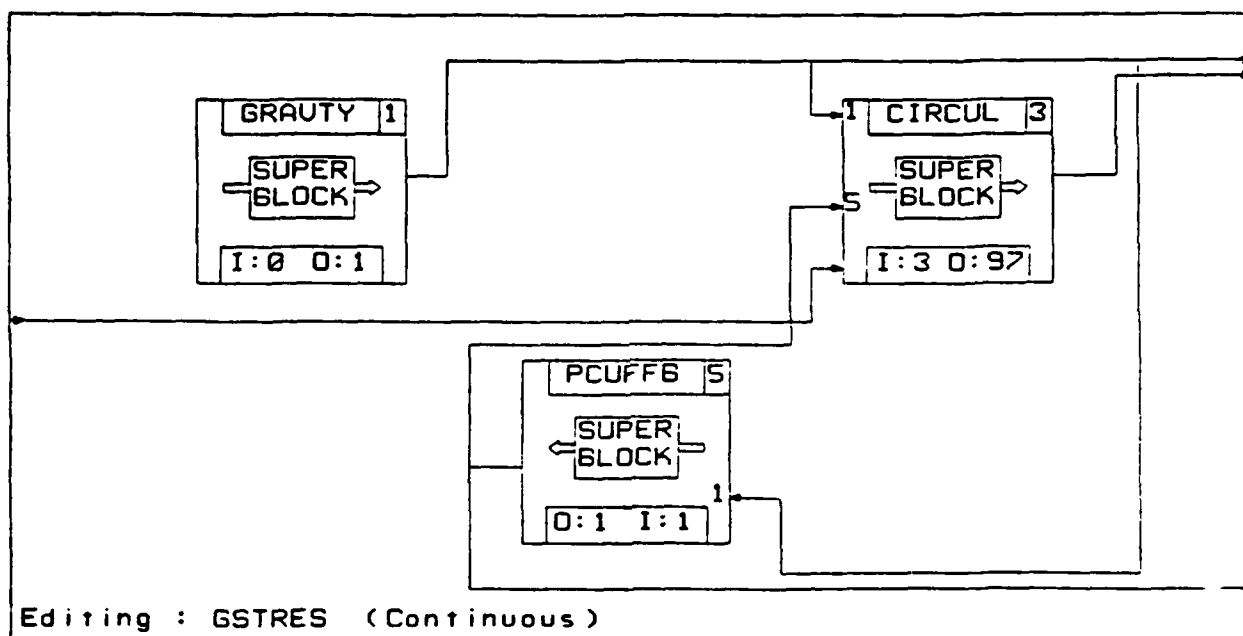 GRAVTY 1
SUPER
BLOCK
I:0 O:1
1 CIRCUL 3
SUPER
BLOCK
5
I:3 O:97
PCUFF6 5
SUPER
BLOCK
1
O:1 I:1
Editing : GSTRES (Continuous)